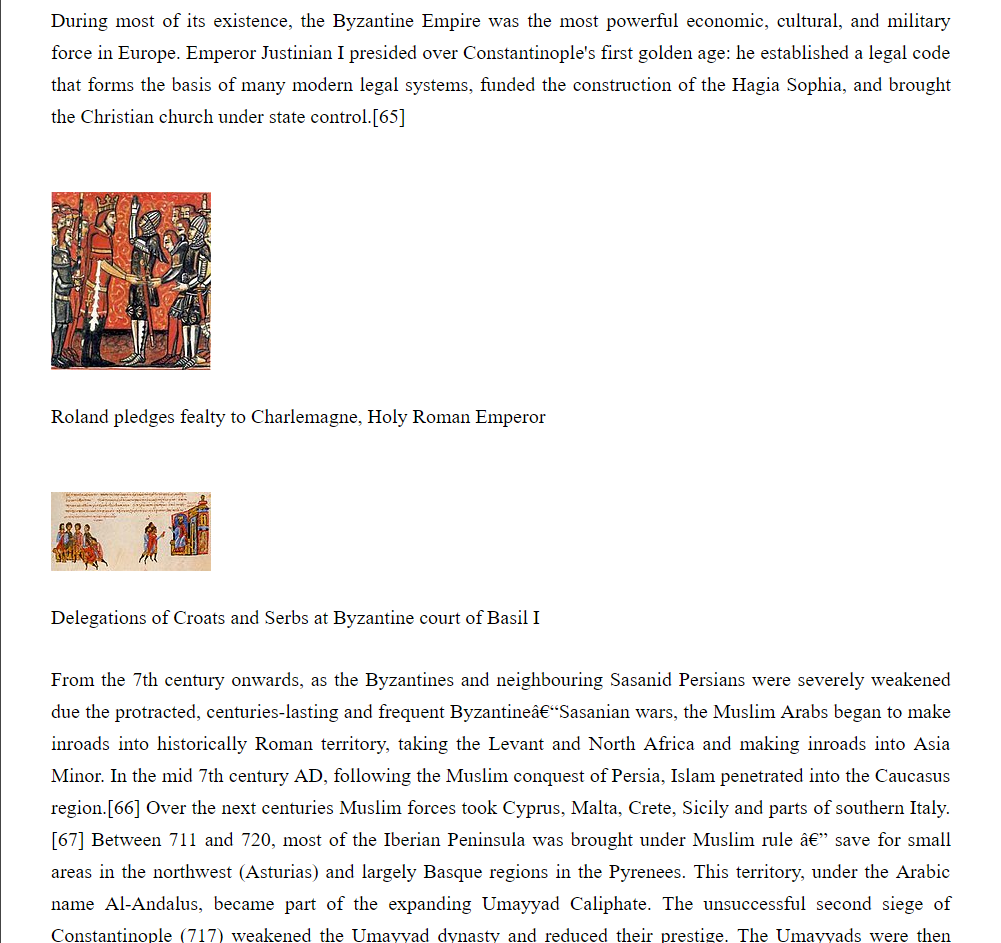 During most of its existence, the Byzantine Empire was the most powerful economic, cultural, and military
force in Europe. Emperor Justinian I presided over Constantinople's first golden age: he established a legal code
that forms the basis of many modern legal systems, funded the construction of the Hagia Sophia, and brought
the Christian church under state control.[65]
Roland pledges fealty to Charlemagne, Holy Roman Emperor
Delegations of Croats and Serbs at Byzantine court of Basil I
From the 7th century onwards, as the Byzantines and neighbouring Sasanid Persians were severely weakened
due the protracted, centuries-lasting and frequent Byzantineâ€“Sasanian wars, the Muslim Arabs began to make
inroads into historically Roman territory, taking the Levant and North Africa and making inroads into Asia
Minor. In the mid 7th century AD, following the Muslim conquest of Persia, Islam penetrated into the Caucasus
region.[66] Over the next centuries Muslim forces took Cyprus, Malta, Crete, Sicily and parts of southern Italy.
[67] Between 711 and 720, most of the Iberian Peninsula was brought under Muslim rule â€” save for small
areas in the northwest (Asturias) and largely Basque regions in the Pyrenees. This territory, under the Arabic
name Al-Andalus, became part of the expanding Umayyad Caliphate. The unsuccessful second siege of
Constantinople (717) weakened the Umayyad dynasty and reduced their prestige. The Umayyads were then